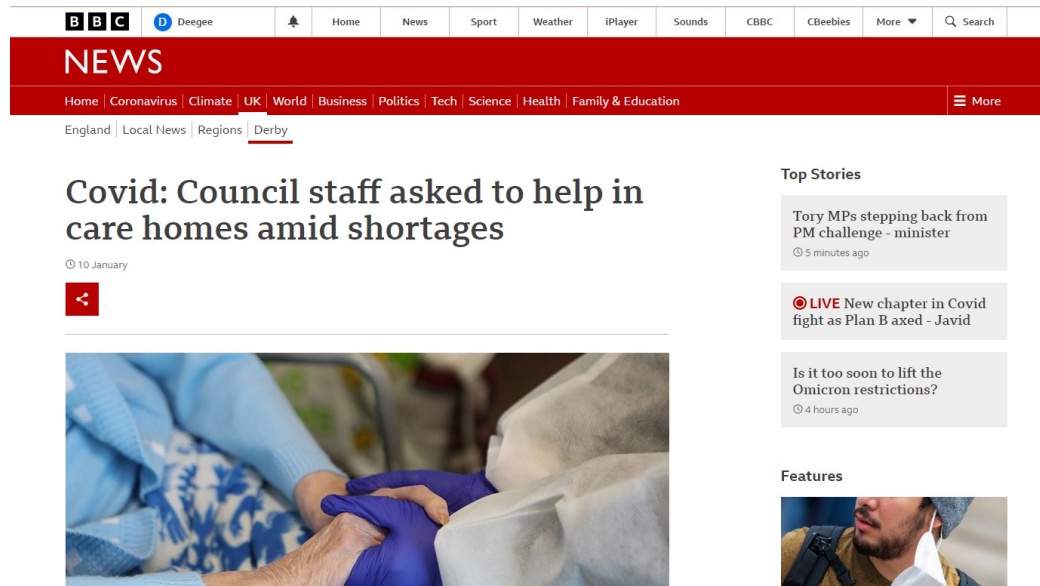 BBC D Deegee Home News Sport Weather iPlayer Sounds CBBC CBeebies More Search
NEWS
Home Coronavirus Climate UK World Business Politics Tech Science Health Family & Education More
England Local News Regions Derby
Covid: Council staff asked to help in
care homes amid shortages
10 January
Top Stories
Tory MPs stepping back from
PM challenge - minister
5 minutes ago
LIVE New chapter in Covid
fight as Plan B axed - Javid
Is it too soon to lift the
Omicron restrictions?
4 hours ago
Features